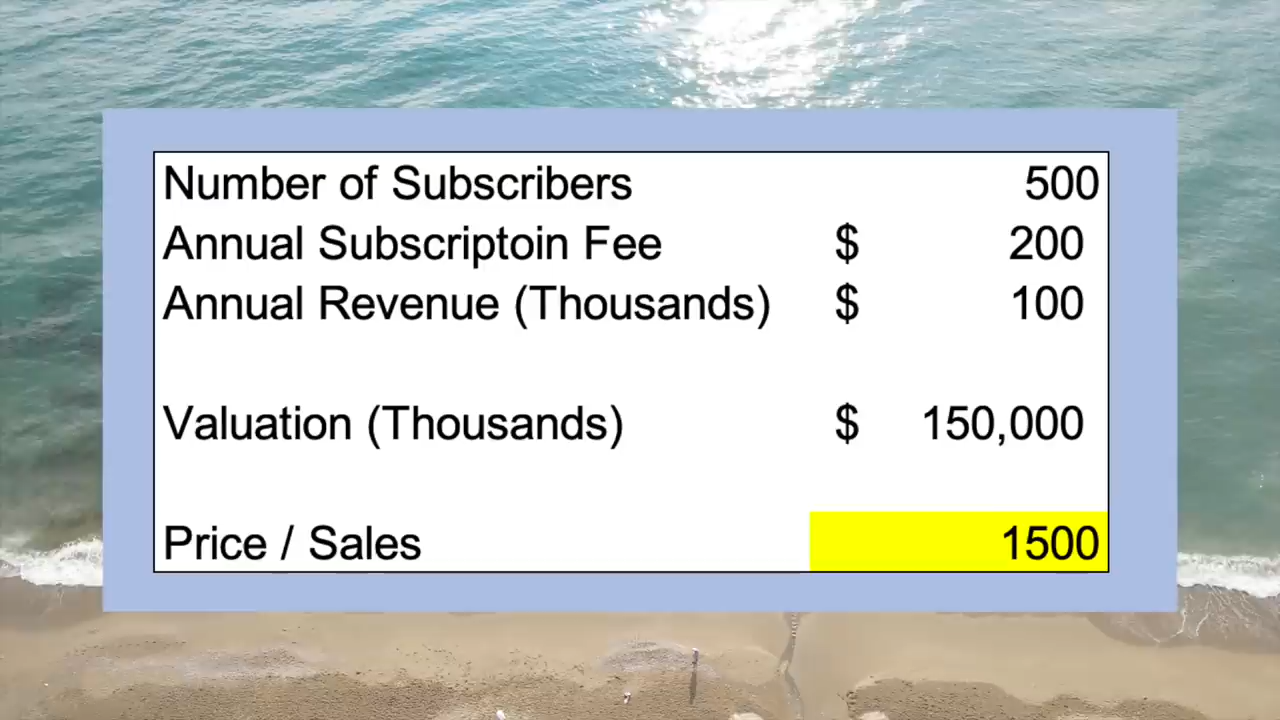 Number of Subscribers 500
Annual Subscriptoin Fee $ 200
Annual Revenue (Thousands) $ 100
Valuation (Thousands) $ 150,000
Price / Sales 1500